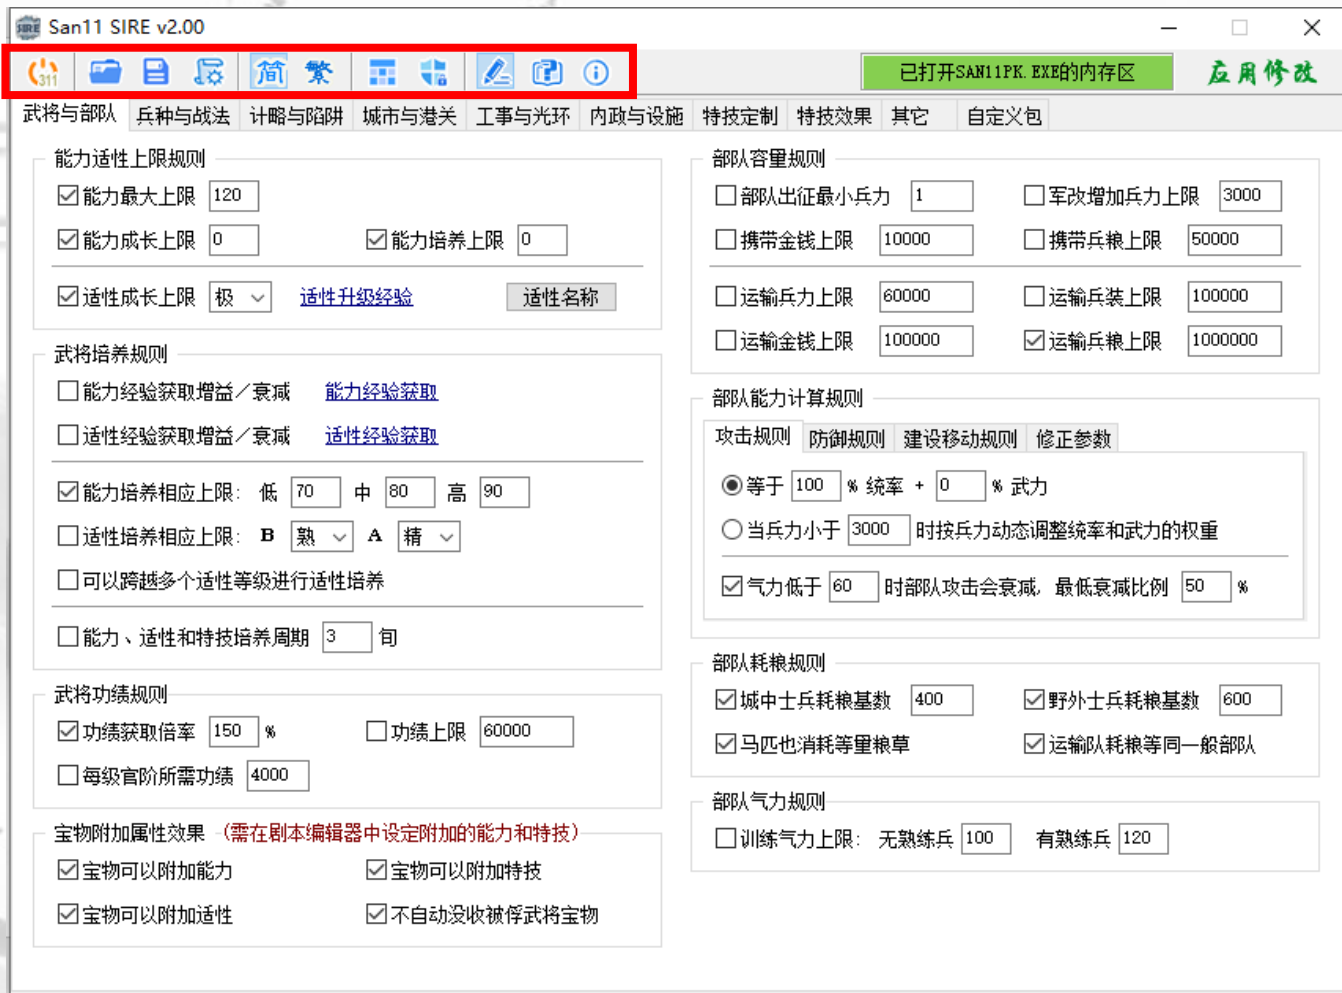 San11 SIRE v2.00
311 简 繁 已打开SAN11PK.EXE的内存区 应用修改
武将与部队 兵种与战法 计略与陷阱 城市与港关 工事与光环 内政与设施 特技定制 特技效果 其它 自定义包
能力适性上限规则
能力最大上限 120
能力成长上限 0 能力培养上限 0
适性成长上限 极 适性升级经验 适性名称
武将培养规则
能力经验获取增益／衰减 能力经验获取
适性经验获取增益／衰减 适性经验获取
能力培养相应上限: 低 70 中 80 高 90
适性培养相应上限: B 熟 A 精
可以跨越多个适性等级进行适性培养
能力、适性和特技培养周期 3 旬
武将功绩规则
功绩获取倍率 150 % 功绩上限 60000
每级官阶所需功绩 4000
宝物附加属性效果 (需在剧本编辑器中设定附加的能力和特技)
宝物可以附加能力 宝物可以附加特技
宝物可以附加适性 不自动没收被俘武将宝物
部队容量规则
部队出征最小兵力 1 军改增加兵力上限 3000
携带金钱上限 10000 携带兵粮上限 50000
运输兵力上限 60000 运输兵装上限 100000
运输金钱上限 100000 运输兵粮上限 1000000
部队能力计算规则
攻击规则 防御规则 建设移动规则 修正参数
等于 100 % 统率 + 0 % 武力
当兵力小于 3000 时按兵力动态调整统率和武力的权重
气力低于 60 时部队攻击会衰减, 最低衰减比例 50 %
部队耗粮规则
城中士兵耗粮基数 400 野外士兵耗粮基数 600
马匹也消耗等量粮草 运输队耗粮等同一般部队
部队气力规则
训练气力上限: 无熟练兵 100 有熟练兵 120